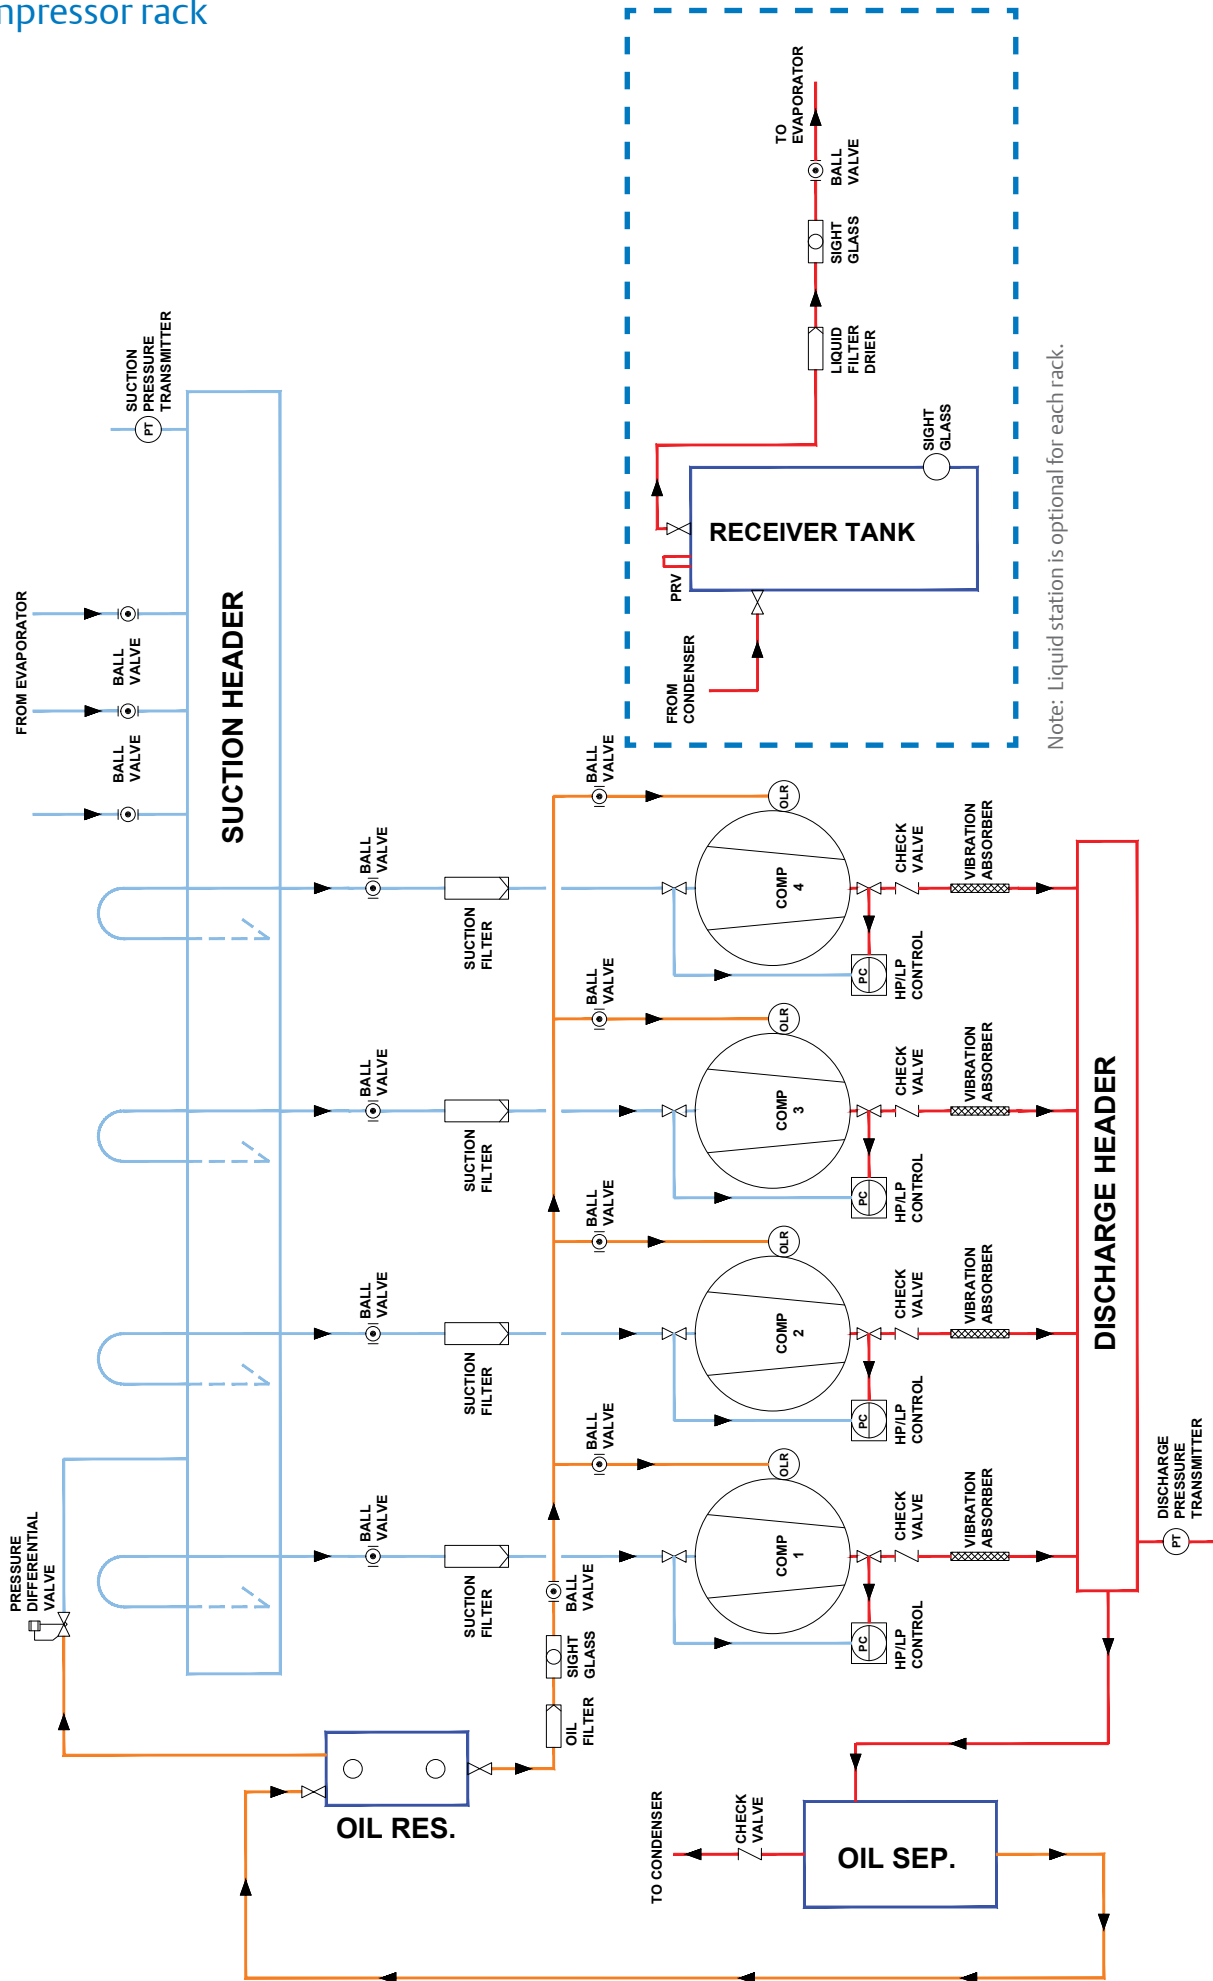 mpressor rack
TO
EVAPORATOR
BALL
VALVE
SIGHT
GLASS
LIQUID
FILTER
DRIER
SIGHT
GLASS
RECEIVER TANK
PRV
FROM
CONDENSER
Note: Liquid station is optional for each rack.
SUCTION
PRESSURE
TRANSMITTER
PT
FROM EVAPORATOR
BALL
VALVE
BALL
VALVE
SUCTION HEADER
BALL
VALVE
BALL
VALVE
BALL
VALVE
BALL
VALVE
SUCTION
FILTER
SUCTION
FILTER
SUCTION
FILTER
SUCTION
FILTER
PRESSURE
DIFFERENTIAL
VALVE
BALL
VALVE
BALL
VALVE
BALL
VALVE
BALL
VALVE
OLR
OLR
OLR
OLR
COMP
4
COMP
3
COMP
2
COMP
1
PC
PC
PC
PC
HP/LP
CONTROL
HP/LP
CONTROL
HP/LP
CONTROL
HP/LP
CONTROL
CHECK
VALVE
CHECK
VALVE
CHECK
VALVE
CHECK
VALVE
VIBRATION
ABSORBER
VIBRATION
ABSORBER
VIBRATION
ABSORBER
VIBRATION
ABSORBER
DISCHARGE HEADER
DISCHARGE
PRESSURE
TRANSMITTER
PT
BALL
VALVE
SIGHT
GLASS
OIL
FILTER
OIL RES.
TO CONDENSER
CHECK
VALVE
OIL SEP.